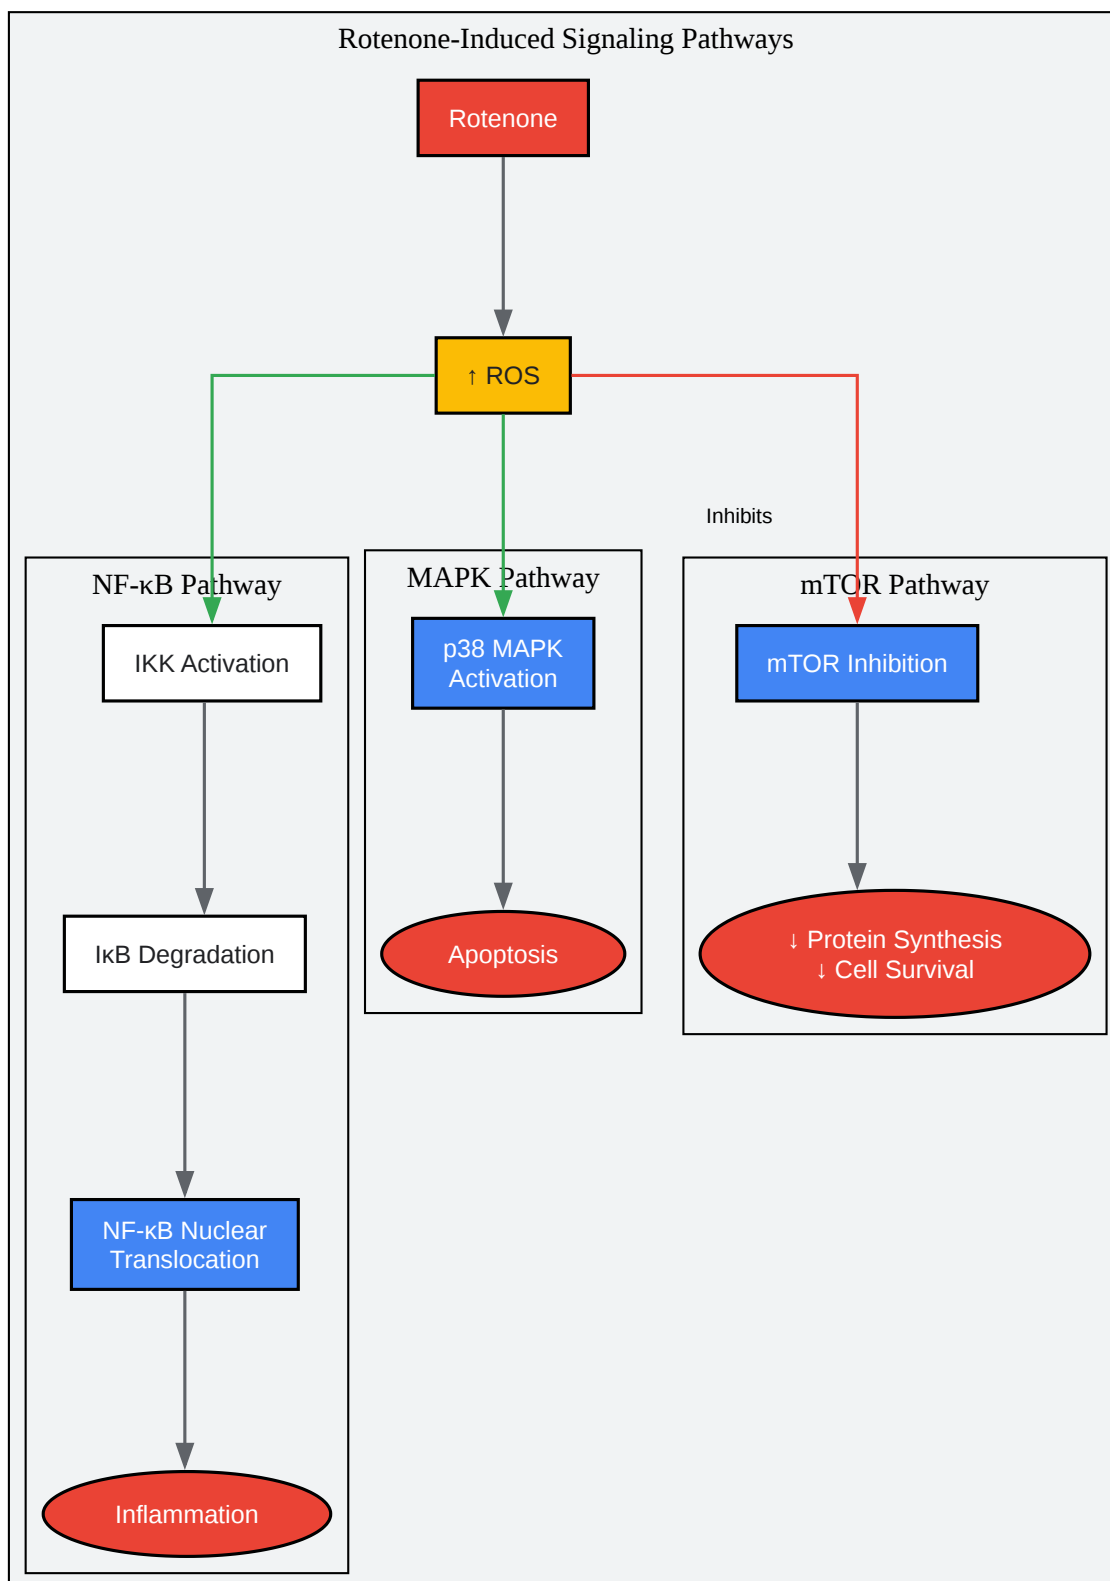 Rotenone-Induced Signaling Pathways
Rotenone
↑ ROS
Inhibits
NF-κB Pathway
IKK Activation
IκB Degradation
NF-κB Nuclear
Translocation
Inflammation
MAPK Pathway
p38 MAPK
Activation
Apoptosis
mTOR Pathway
mTOR Inhibition
↓ Protein Synthesis
↓ Cell Survival